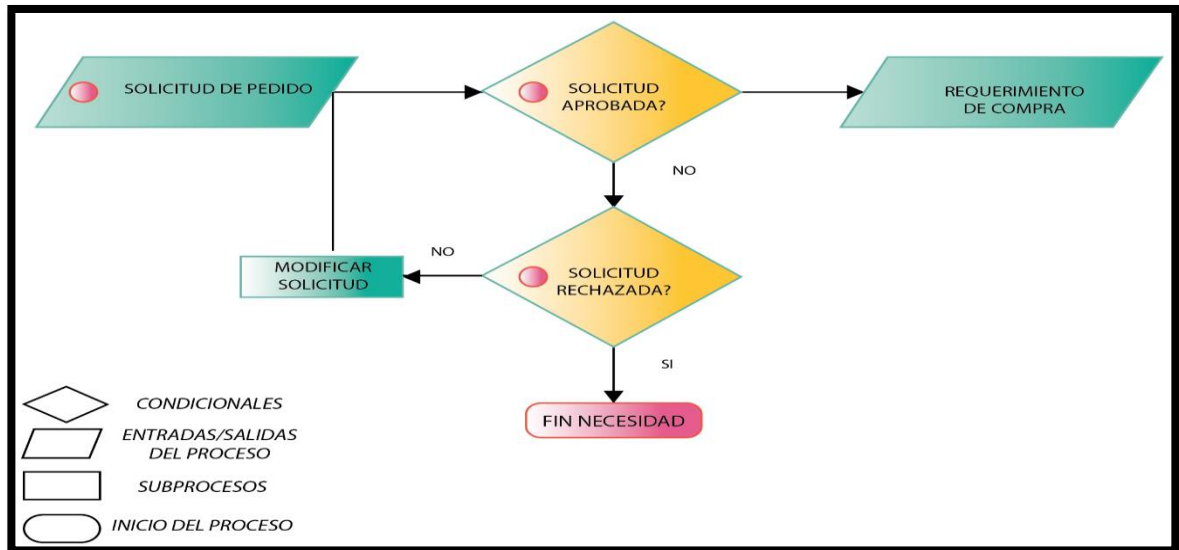 SOLICITUD DE PEDIDO
SOLICITUD
APROBADA?
REQUERIMIENTO
DE COMPRA
NO
NO
MODIFICAR
SOLICITUD
SOLICITUD
RECHAZADA?
SI
FIN NECESIDAD
CONDICIONALES
ENTRADAS/SALIDAS
DEL PROCESO
SUBPROCESOS
INICIO DEL PROCESO